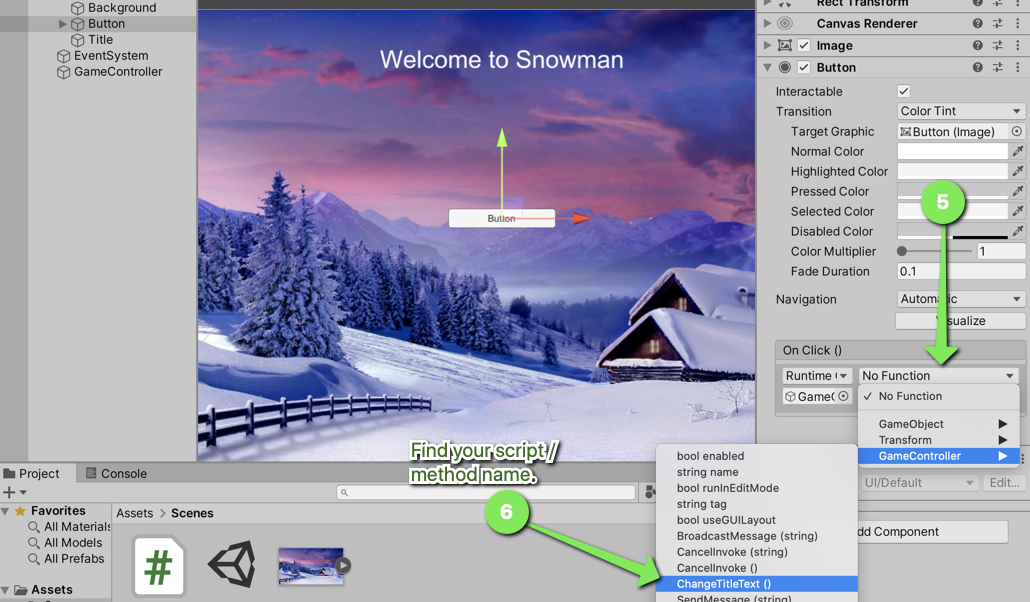 Background
Button
Title
EventSystem
GameController
Welcome to Snowman
Button
Rect Transform
Canvas Renderer
Image
Button
Interactable
Transition
Color Tint
Target Graphic
Button (Image)
Normal Color
Highlighted Color
Pressed Color
Selected Color
Disabled Color
Color Multiplier
1
Fade Duration
0.1
Navigation
5
On Click ()
Runtime
No Function
GameC
No Function
GameObject
Transform
GameController
UI/Default
Edit...
Find your script /
method name.
6
bool enabled
string name
bool runInEditMode
string tag
bool useGUILayout
BroadcastMessage (string)
CancelInvoke (string)
CancelInvoke ()
ChangeTitleText ()
SendMessage (string)
dd Component
Project
Console
Favorites
All Materials
All Models
All Prefabs
Assets
Assets > Scenes
#